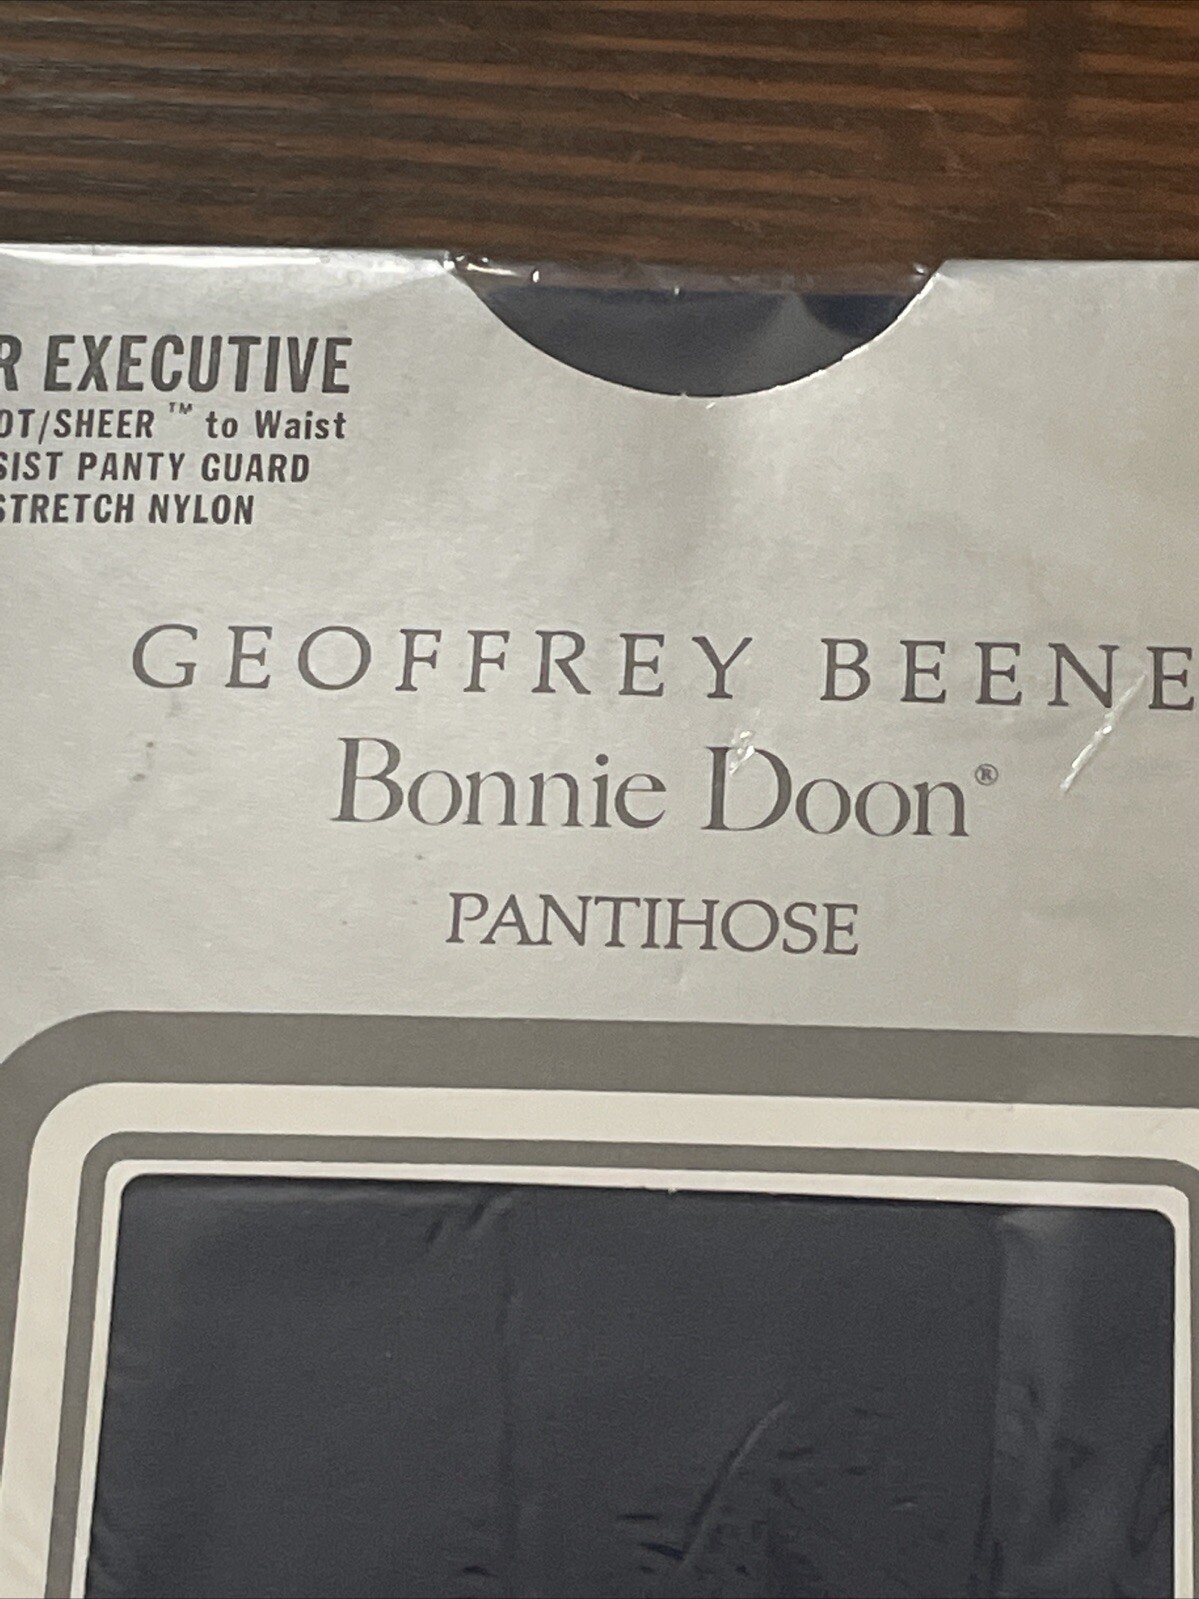 R EXECUTIVE
OT/SHEER ™ to Waist
SIST PANTY GUARD
STRETCH NYLON
GEOFFREY BEENE
Bonnie Doon®
PANTIHOSE